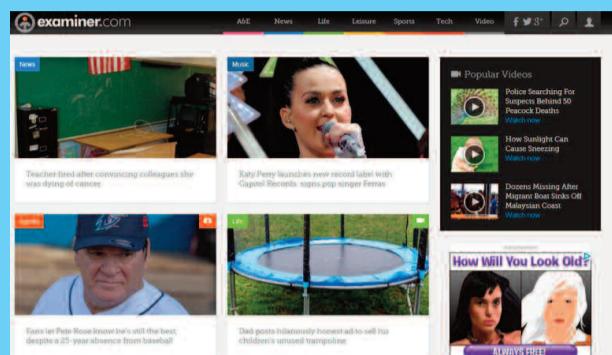 examiner.com
A&E News Life Leisure Sports Tech Video
News
Music
Teacher fired after convincing colleagues she
was dying of cancer
Katy Perry launches new record label with
Capitol Records, signs pop singer Ferras
Life
Fans let Pete Rose know he's still the best,
despite a 25-year absence from baseball
Dad posts hilariously honest ad to sell his
children's unused trampoline
Popular Videos
Police Searching For
Suspects Behind 50
Peacock Deaths
Watch now
How Sunlight Can
Cause Sneezing
Watch now
Dozens Missing After
Migrant Boat Sinks Off
Malaysian Coast
Watch now
How Will You Look Old?
ALWAYS FREE!